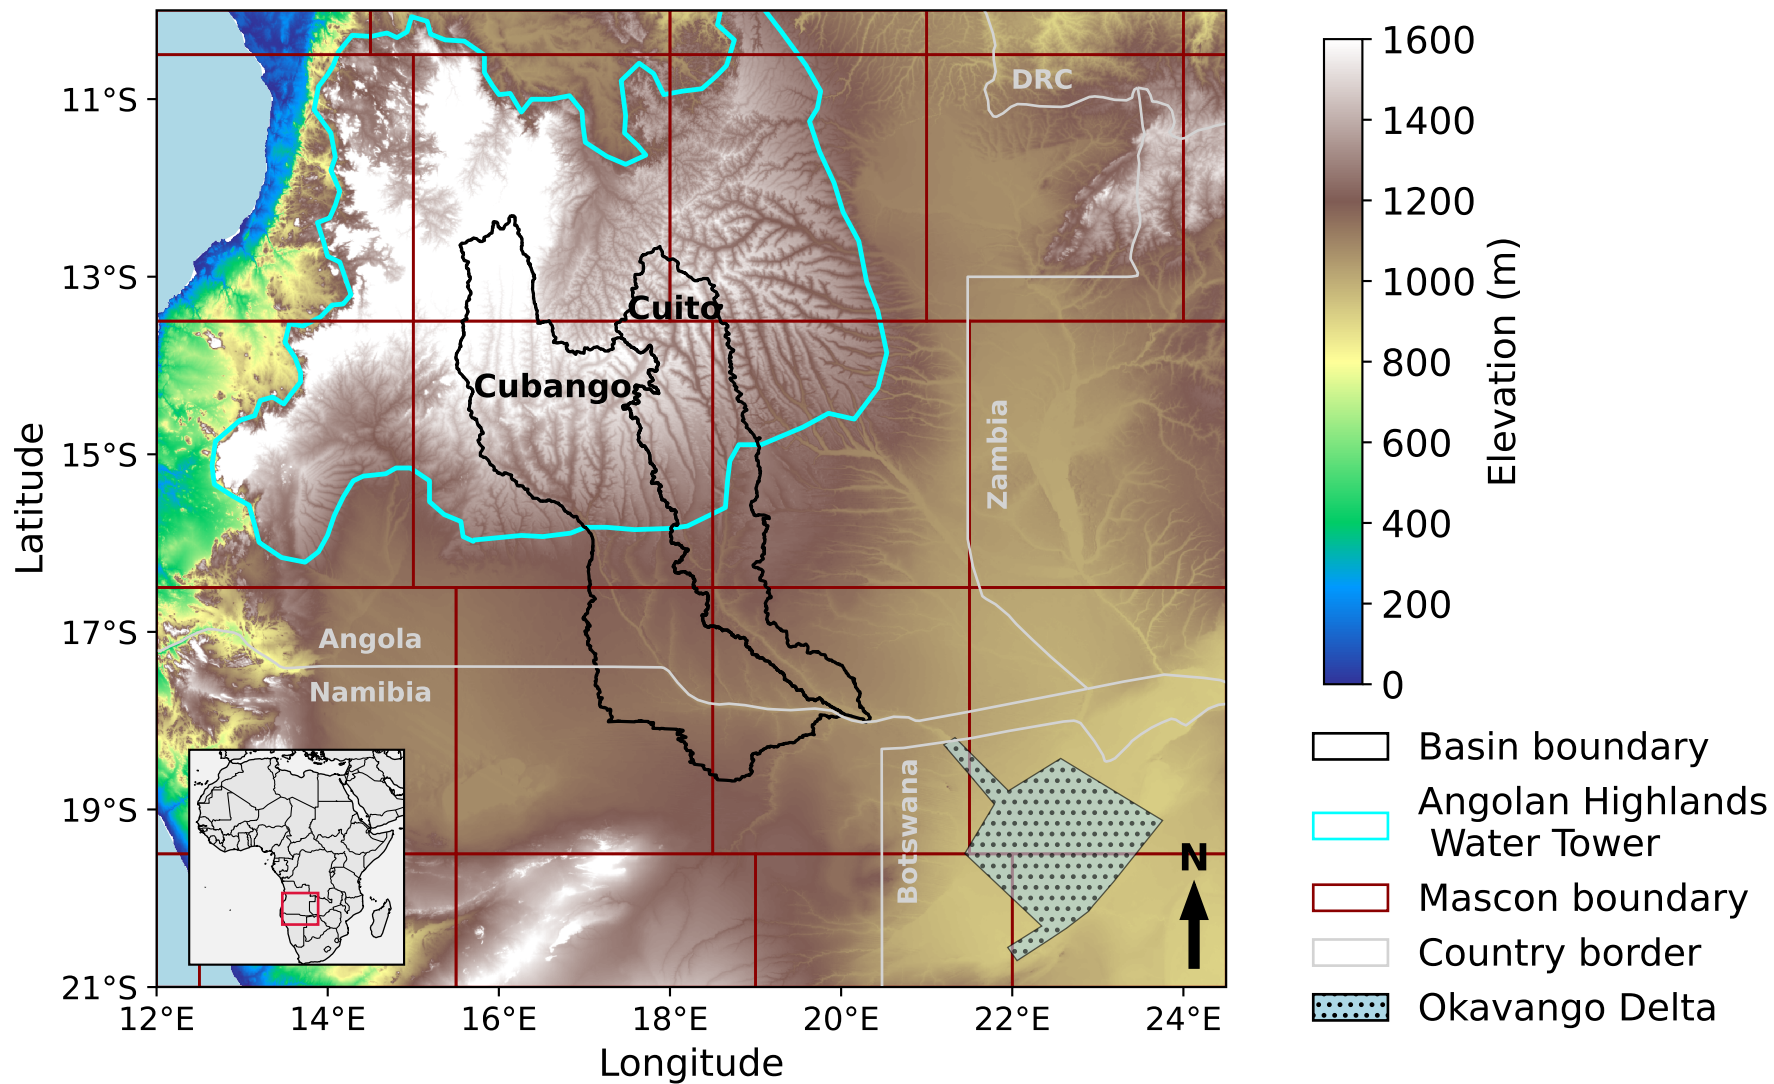 DRC
11°S
13°S
15°S
17°S
19°S
21°S
Latitude
Cuito
Cubango
Zambia
Angola
Namibia
Botswana
N
12°E
14°E
16°E
18°E
20°E
22°E
24°E
Longitude
1600
1400
1200
1000
800
600
400
200
0
Elevation (m)
Basin boundary
Angolan Highlands
Water Tower
Mascon boundary
Country border
Okavango Delta